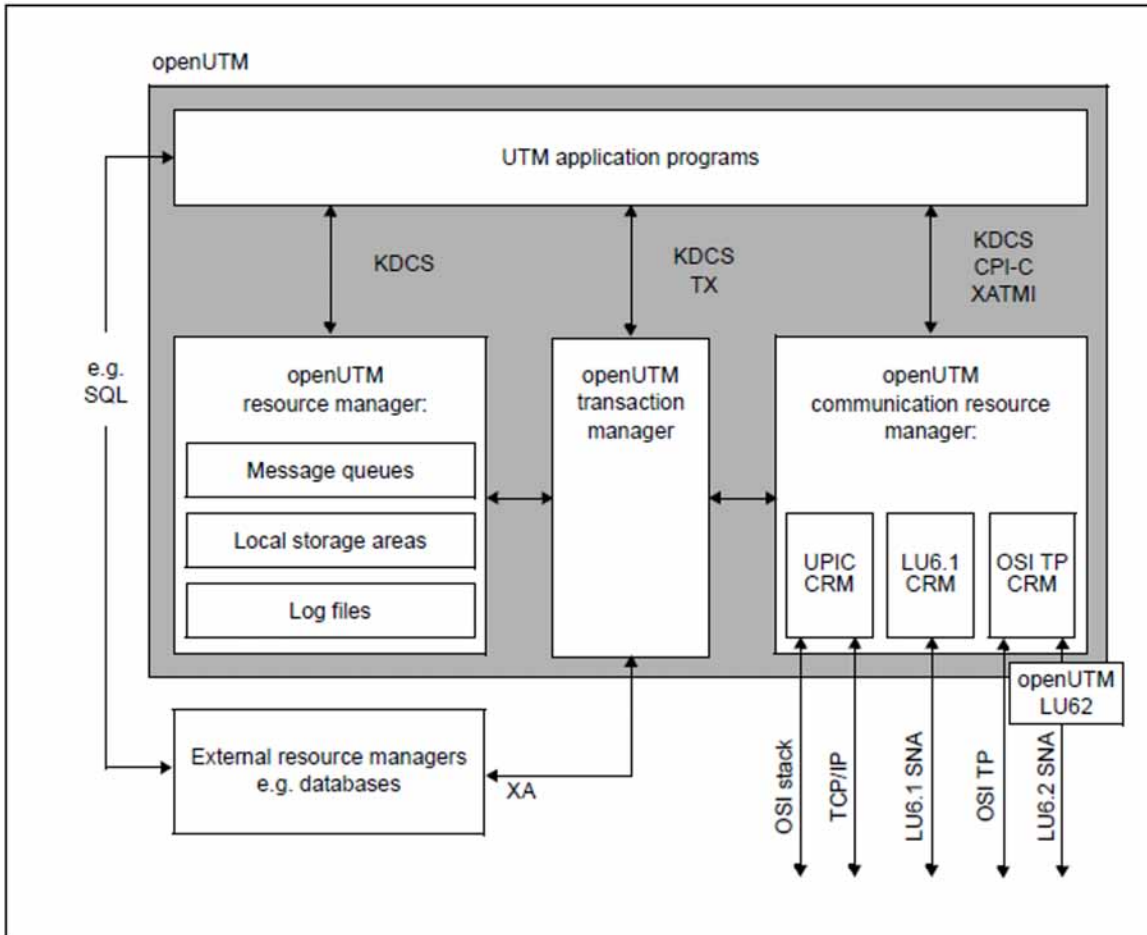 openUTM
UTM application programs
KDCS
KDCS
TX
KDCS
CPI-C
XATMI
e.g.
SQL
openUTM
resource manager:
Message queues
Local storage areas
Log files
openUTM
transaction
manager
openUTM
communication resource
manager:
UPIC
CRM
LU6.1
CRM
OSI TP
CRM
openUTM
LU62
External resource managers
e.g. databases
XA
OSI stack
TCP/IP
LU6.1 SNA
OSI TP
LU6.2 SNA